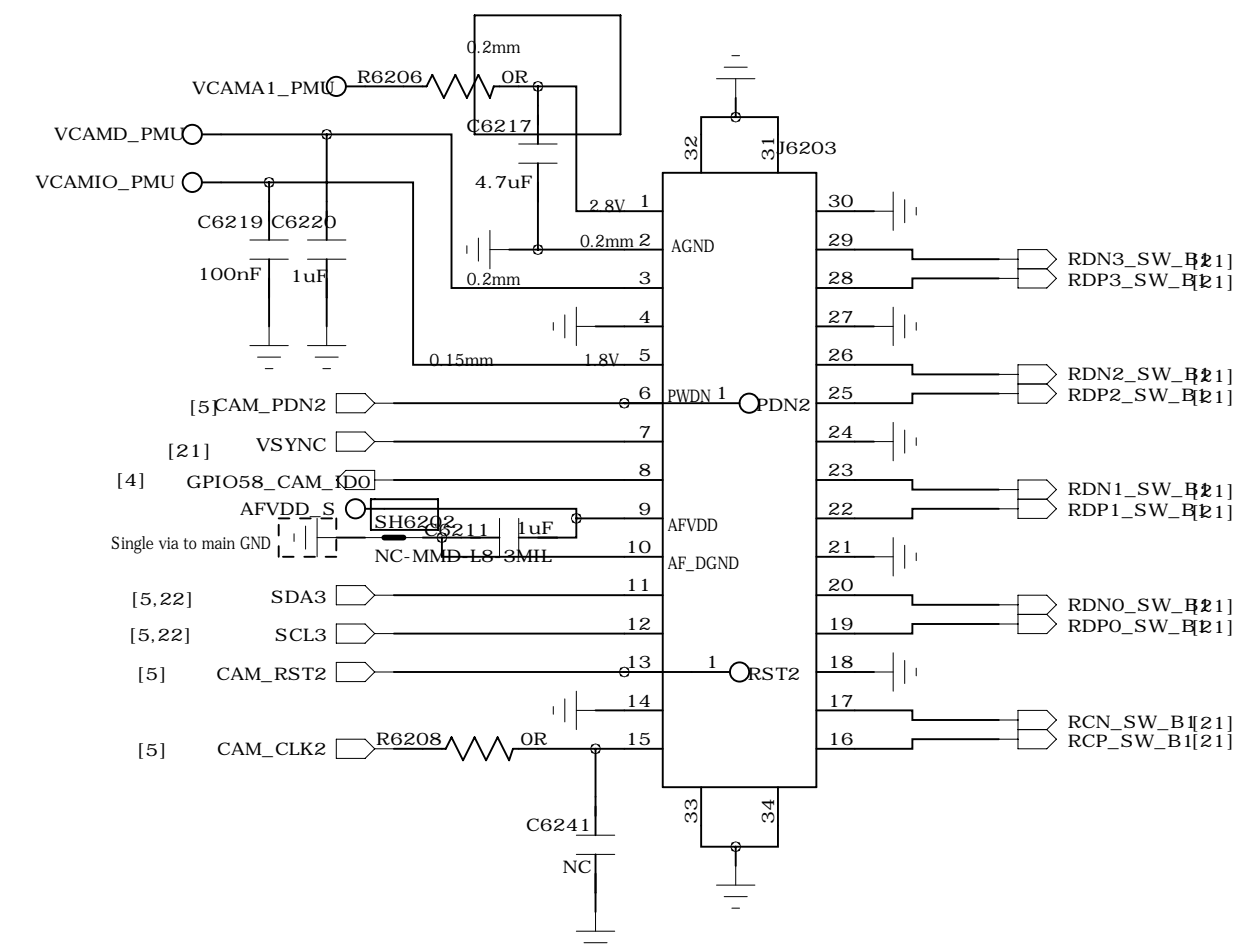 0.2mm
VCAMA1_PMU R6206 0R
VCAMD_PMU C6217
VCAMIO_PMU 4.7uF
32 31 J6203
2.8V 1 30
C6219 C6220
0.2mm 2 AGND 29 RDN3_SW_B1[21]
100nF 1uF 0.2mm 3 28 RDP3_SW_B1[21]
4 27
0.15mm 1.8V 5 26 RDN2_SW_B1[21]
[5] CAM_PDN2 6 PWDN 1 PDN2 25 RDP2_SW_B1[21]
[21] VSYNC 7 24
[4] GPIO58_CAM_ID0 8 23 RDN1_SW_B1[21]
AFVDD_S 9 AFVDD 22 RDP1_SW_B1[21]
SH6202 C6211 1uF
Single via to main GND
NC-MMD-L8-3MIL 10 AF_DGND 21
[5,22] SDA3 11 20 RDN0_SW_B1[21]
[5,22] SCL3 12 19 RDP0_SW_B1[21]
[5] CAM_RST2 13 1 RST2 18
14 17 RCN_SW_B1[21]
[5] CAM_CLK2 R6208 0R 15 16 RCP_SW_B1[21]
33 34
C6241
NC